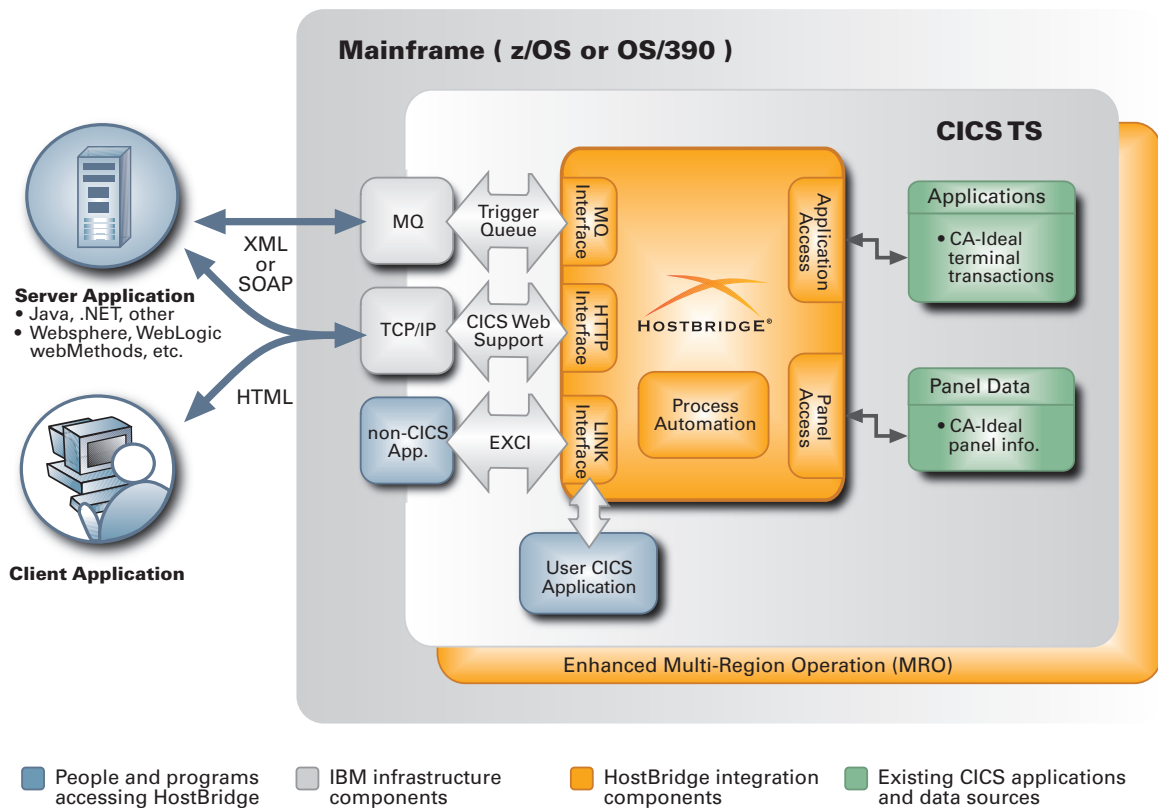 Mainframe ( z/OS or OS/390 )
CICS TS
MQ
Trigger
Queue
MQ
Interface
Application
Access
Applications
• CA-Ideal
terminal
transactions
XML
or
SOAP
Server Application
• Java, .NET, other
• Websphere, WebLogic
webMethods, etc.
TCP/IP
CICS Web
Support
HTTP
Interface
HOSTBRIDGE®
HTML
non-CICS
App.
EXCI
LINK
Interface
Process
Automation
Panel
Access
Panel Data
• CA-Ideal
panel info.
Client Application
User CICS
Application
Enhanced Multi-Region Operation (MRO)
People and programs
accessing HostBridge
IBM infrastructure
components
HostBridge integration
components
Existing CICS applications
and data sources